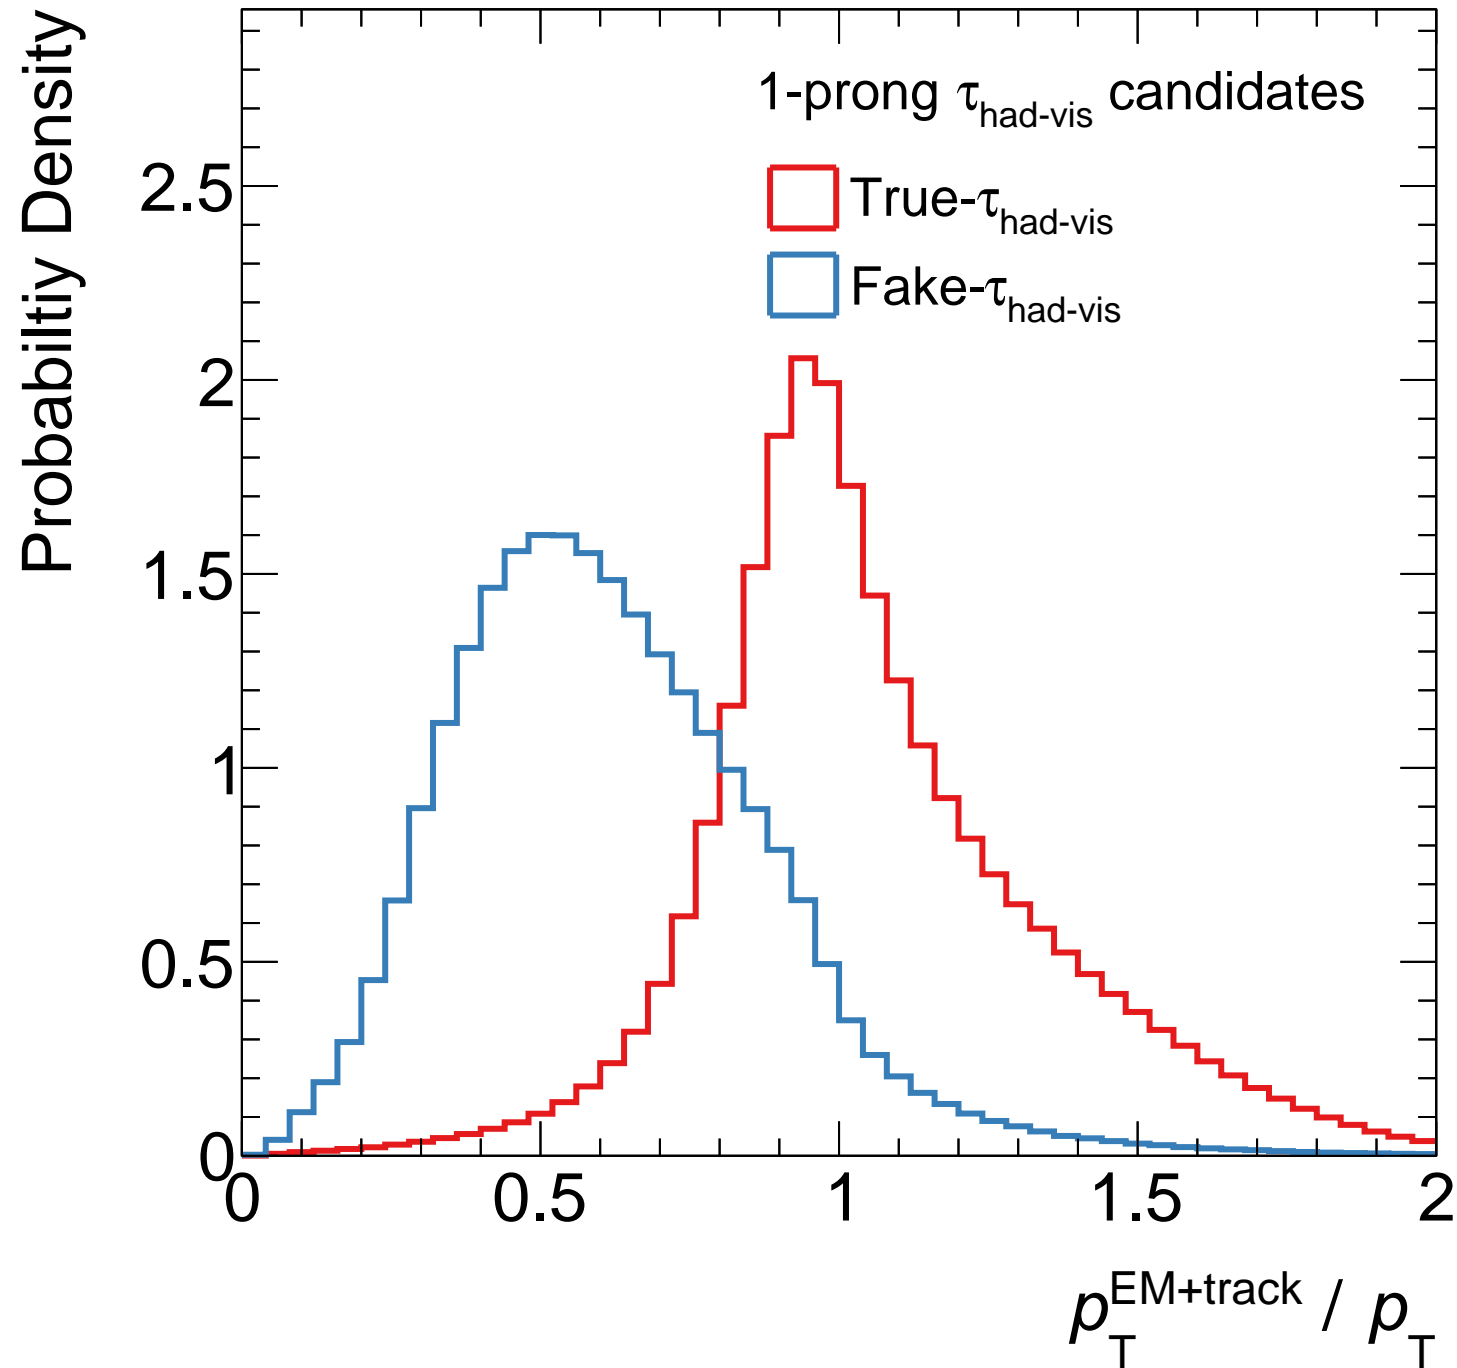 Probabiltiy Density
1-prong τhad-vis candidates
True-τhad-vis
Fake-τhad-vis
2.5
2
1.5
1
0.5
0
0 0.5 1 1.5 2
pTEM+track / pT